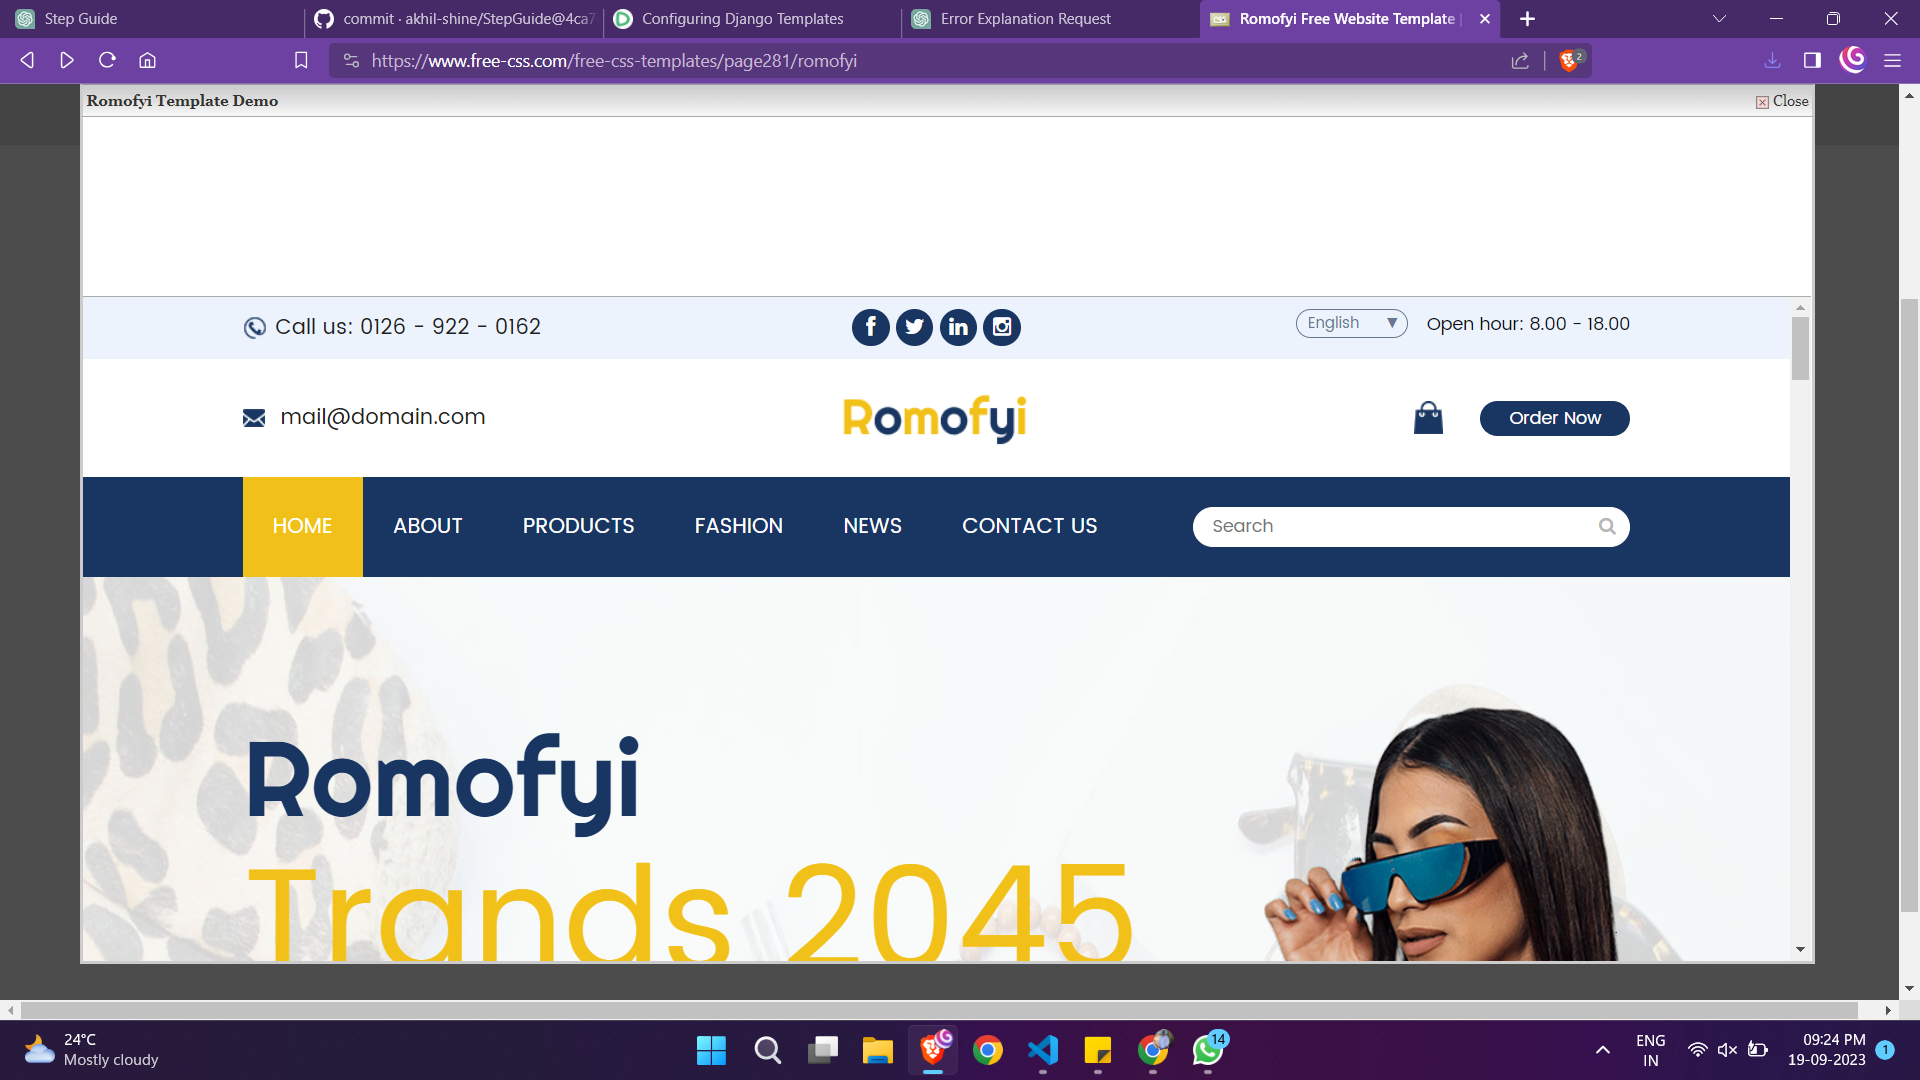 Step Guide
commit · akhil-shine/StepGuide@4ca7
Configuring Django Templates
Error Explanation Request
Romofyi Free Website Template |
https://www.free-css.com/free-css-templates/page281/romofyi
2
Romofyi Template Demo
Close
Call us: 0126 - 922 - 0162
English
Open hour: 8.00 - 18.00
mail@domain.com
Romofyi
Order Now
HOME
ABOUT
PRODUCTS
FASHION
NEWS
CONTACT US
Search
Romofyi
Trands 2045
24°C
Mostly cloudy
14
ENG
IN
09:24 PM
19-09-2023
1